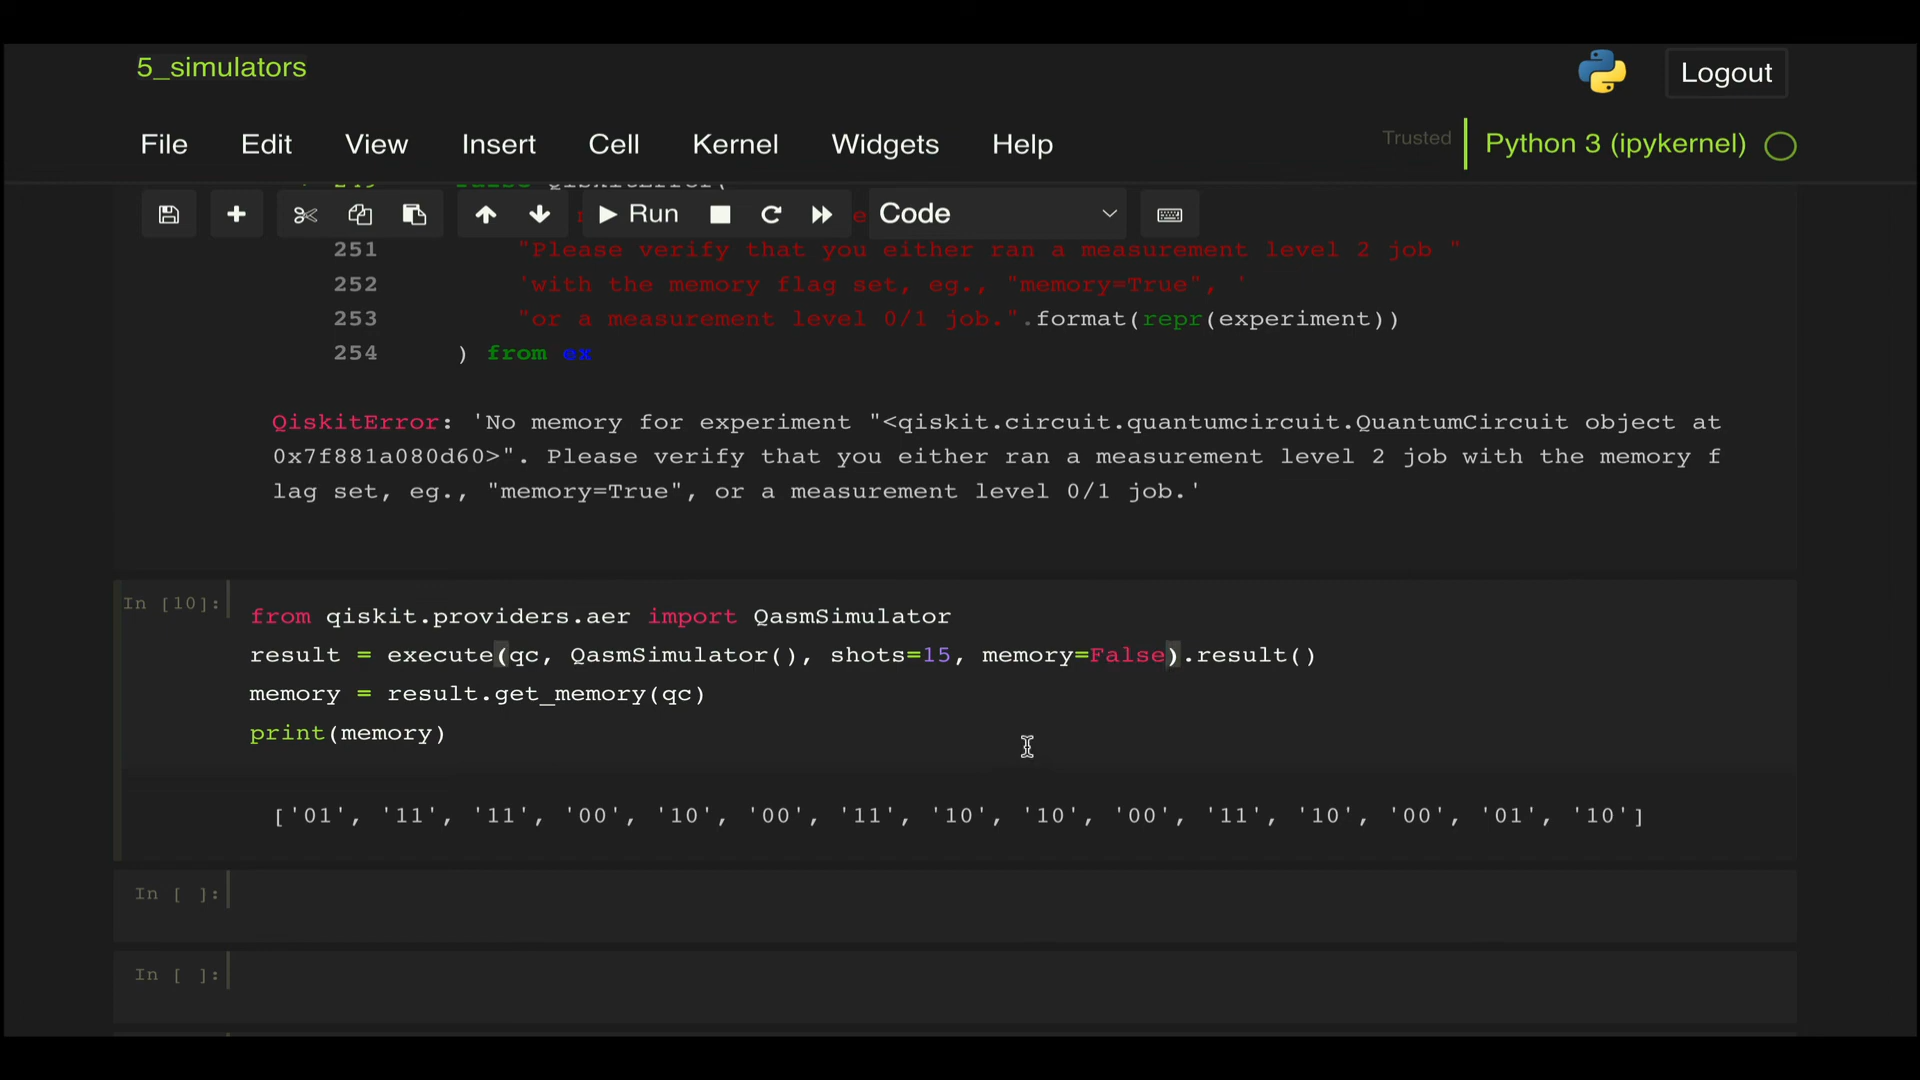 5_simulators
Logout
File Edit View Insert Cell Kernel Widgets Help Trusted Python 3 (ipykernel)
Run Code
251 "Please verify that you either ran a measurement level 2 job "
252 'with the memory flag set, eg., "memory=True", '
253 "or a measurement level 0/1 job.".format(repr(experiment))
254 ) from ex
QiskitError: 'No memory for experiment "<qiskit.circuit.quantumcircuit.QuantumCircuit object at
0x7f881a080d60>". Please verify that you either ran a measurement level 2 job with the memory f
lag set, eg., "memory=True", or a measurement level 0/1 job.'
In [10]: from qiskit.providers.aer import QasmSimulator
result = execute(qc, QasmSimulator(), shots=15, memory=False).result()
memory = result.get_memory(qc)
print(memory)
['01', '11', '11', '00', '10', '00', '11', '10', '10', '00', '11', '10', '00', '01', '10']
In [ ]:
In [ ]: